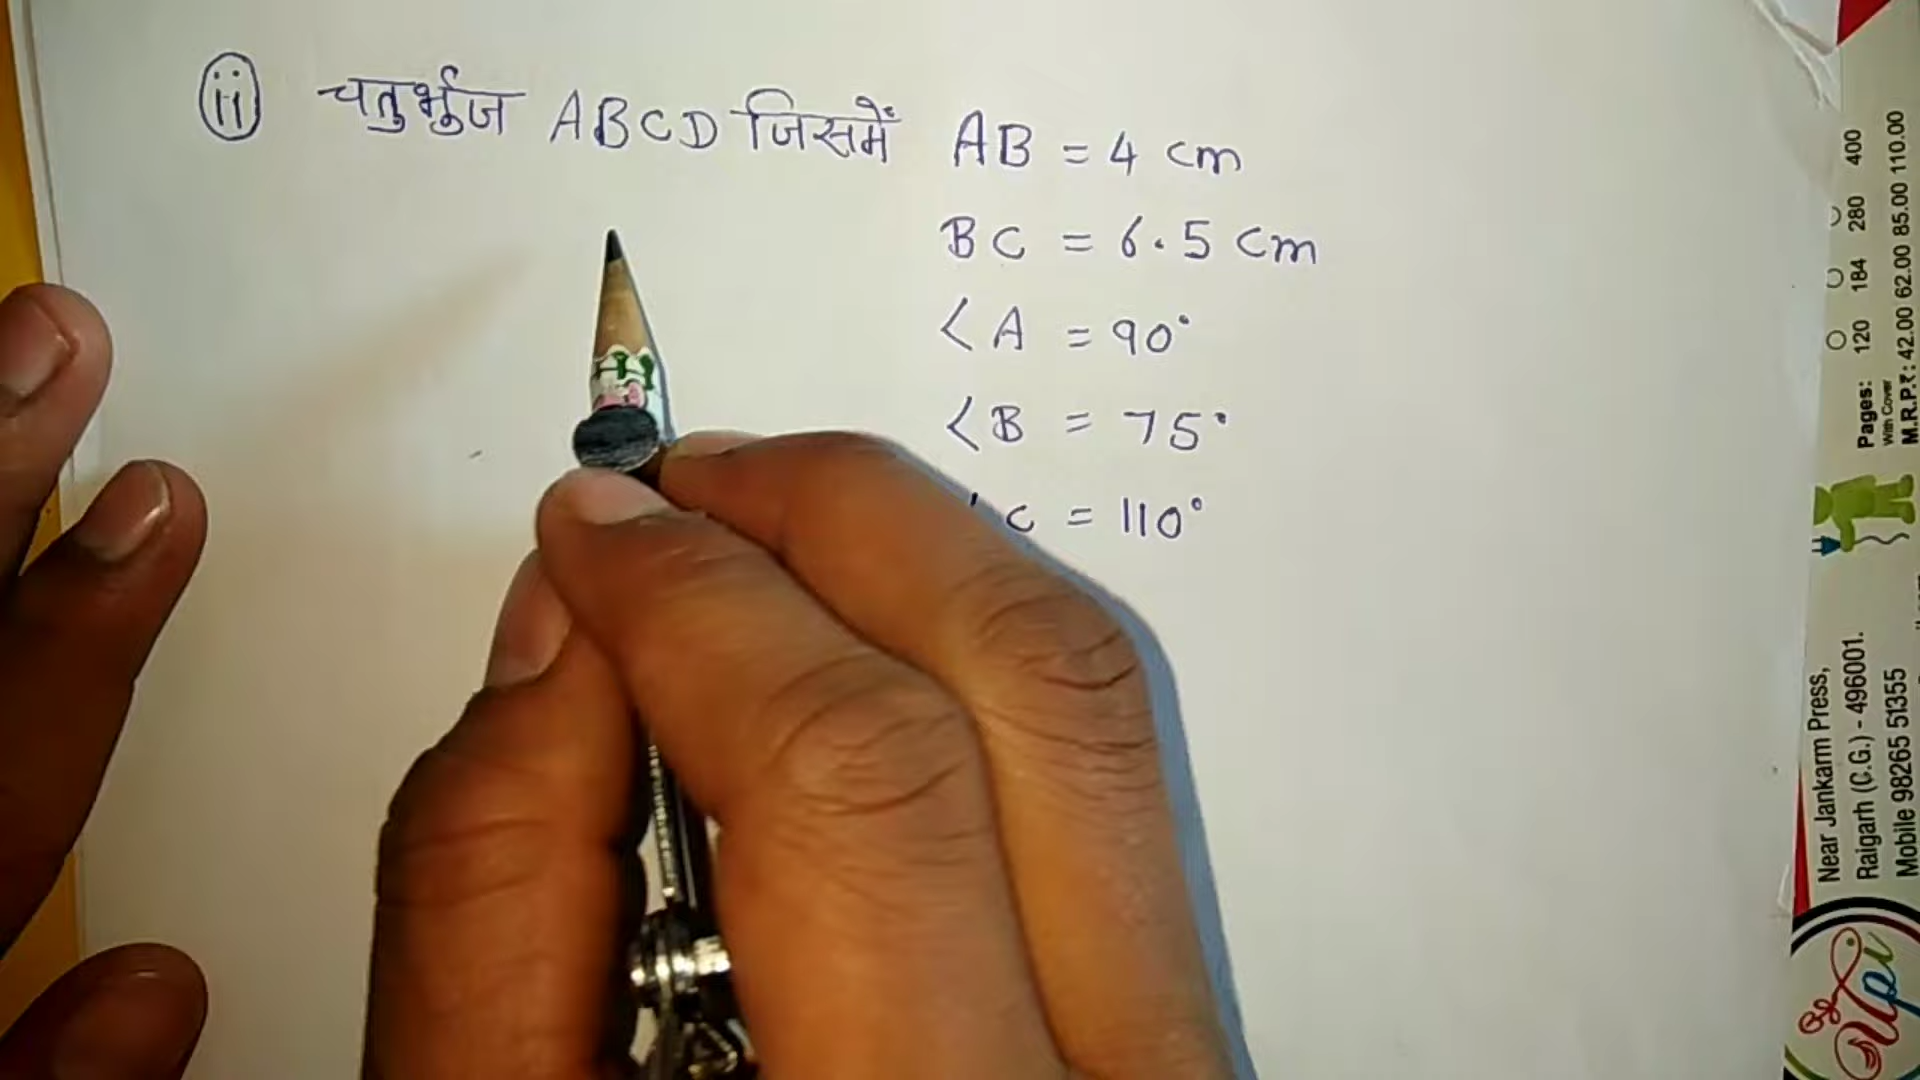 (ii) चतुर्भुज ABCD जिसमें AB = 4 cm
BC = 6.5 cm
<A = 90°
<B = 75°
C = 110°
Pages: 120 184 280 400
With Cover
M.R.P.₹: 42.00 62.00 85.00 110.00
Near Jankarm Press,
Raigarh (C.G.) - 496001.
Mobile 98265 51355